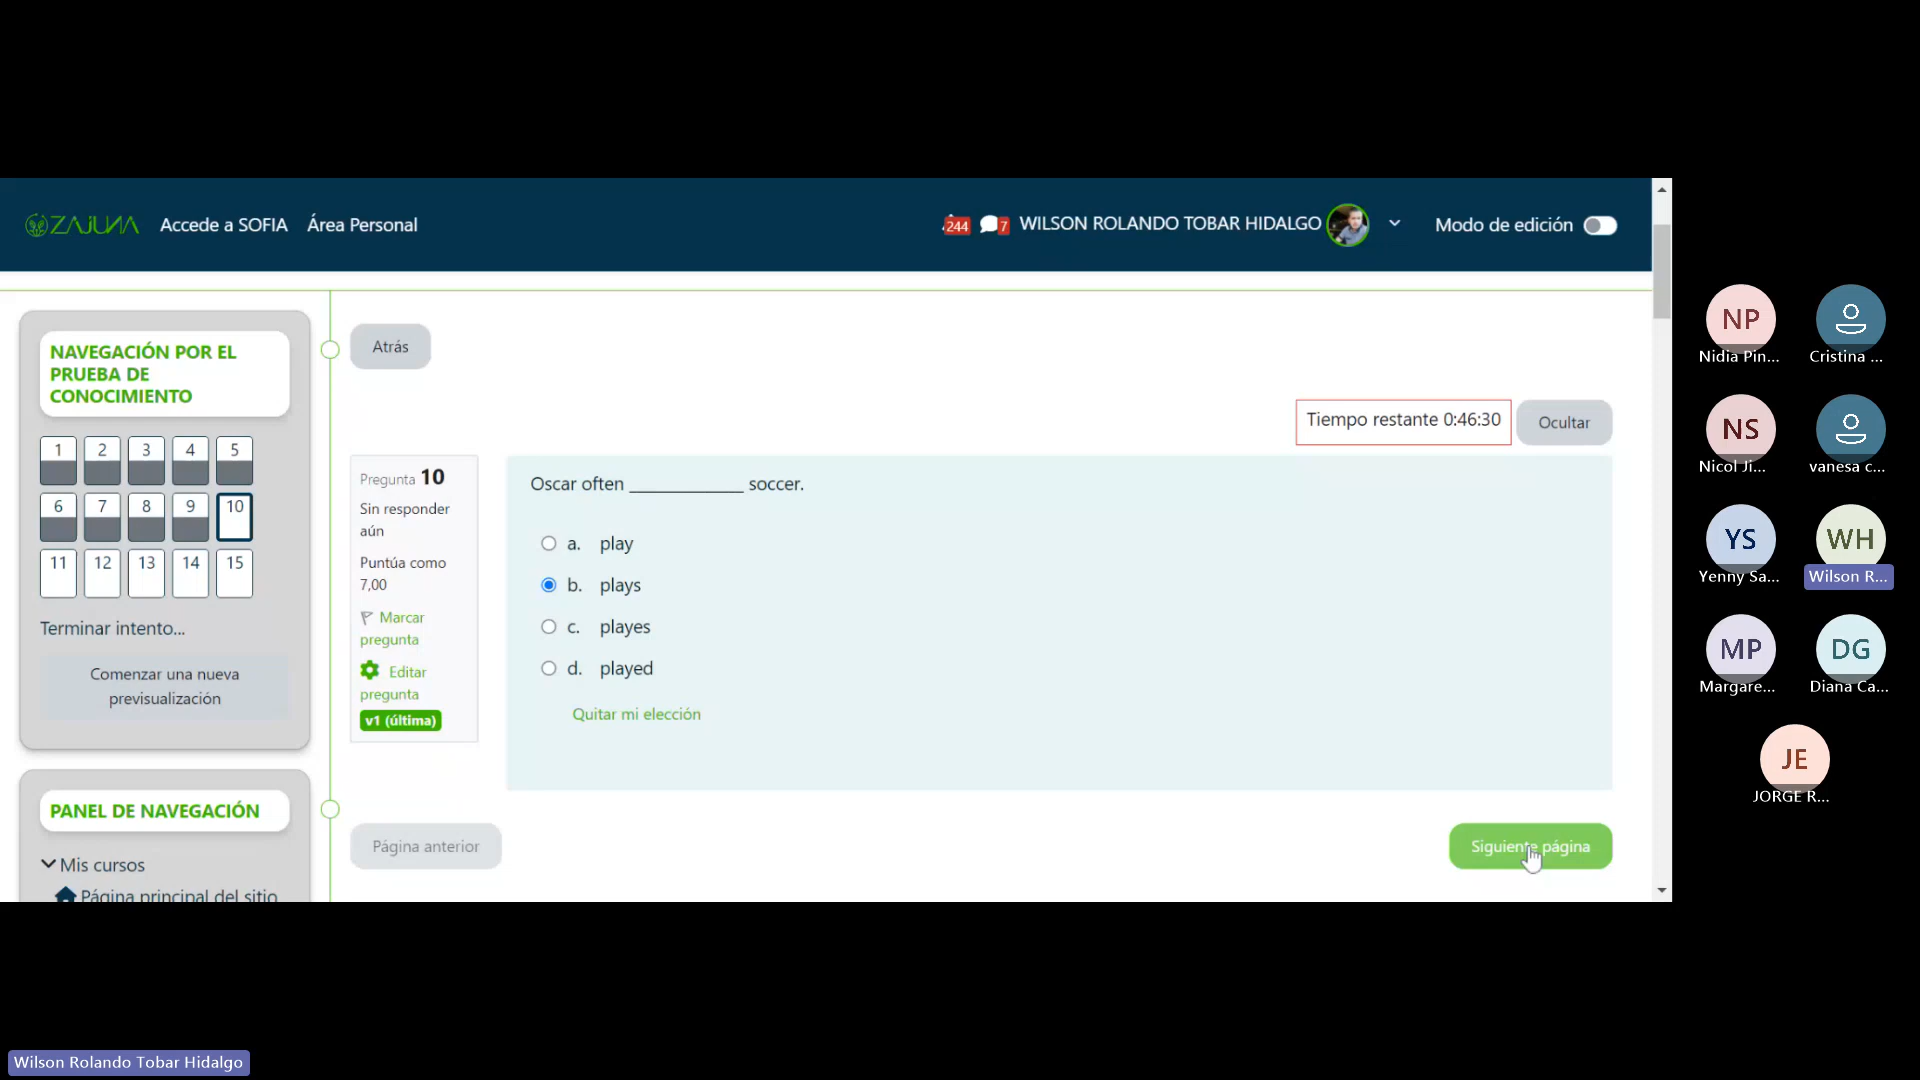 ZAJUNA Accede a SOFIA Área Personal 244 7 WILSON ROLANDO TOBAR HIDALGO Modo de edición
NAVEGACIÓN POR EL
PRUEBA DE
CONOCIMIENTO
1 2 3 4 5
6 7 8 9 10
11 12 13 14 15
Terminar intento...
Comenzar una nueva
previsualización
PANEL DE NAVEGACIÓN
Mis cursos
Página principal del sitio
Atrás
Tiempo restante 0:46:30 Ocultar
Pregunta 10
Sin responder
aún
Puntúa como
7,00
Marcar
pregunta
Editar
pregunta
v1 (última)
Oscar often _____________ soccer.
a. play
b. plays
c. playes
d. played
Quitar mi elección
Página anterior Siguiente página
NP
Nidia Pin...
Cristina ...
NS
Nicol Ji...
vanesa c...
YS
Yenny Sa...
WH
Wilson R...
MP
Margare...
DG
Diana Ca...
JE
JORGE R...
Wilson Rolando Tobar Hidalgo